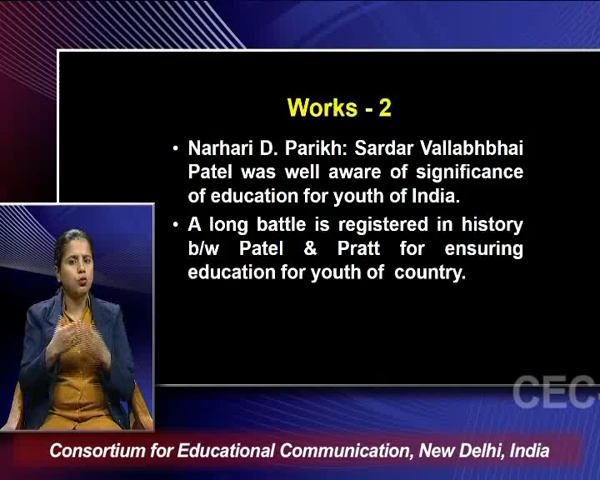 Works - 2
• Narhari D. Parikh: Sardar Vallabhbhai
Patel was well aware of significance
of education for youth of India.
• A long battle is registered in history
b/w Patel & Pratt for ensuring
education for youth of country.
CEC-
Consortium for Educational Communication, New Delhi, India